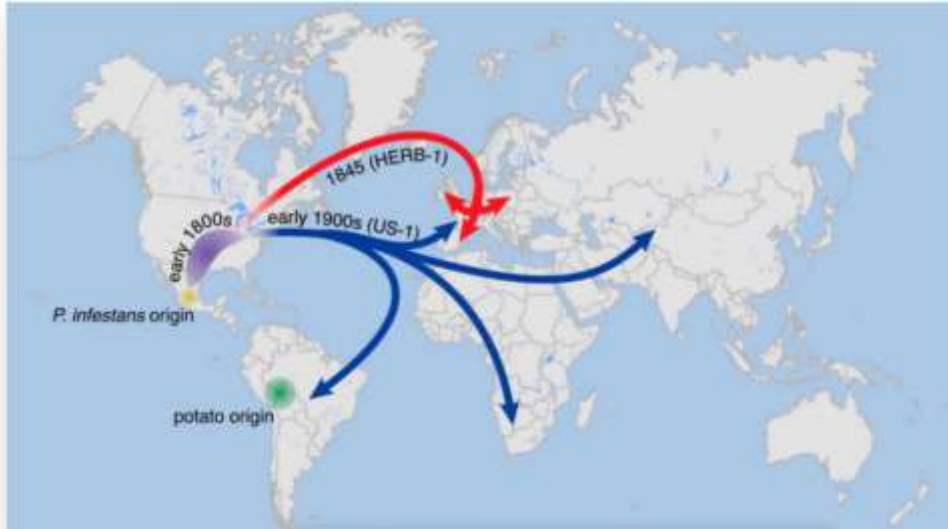 1845 (HERB-1)
early 1900s (US-1)
early 1800s
P. infestans origin
potato origin